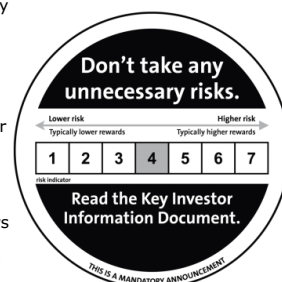 y
Don't take any
unnecessary risks.
Lower risk Higher risk
Typically lower rewards Typically higher rewards
r
1 2 3 4 5 6 7
risk indicator
Read the Key Investor
Information Document.
s
THIS IS A MANDATORY ANNOUNCEMENT